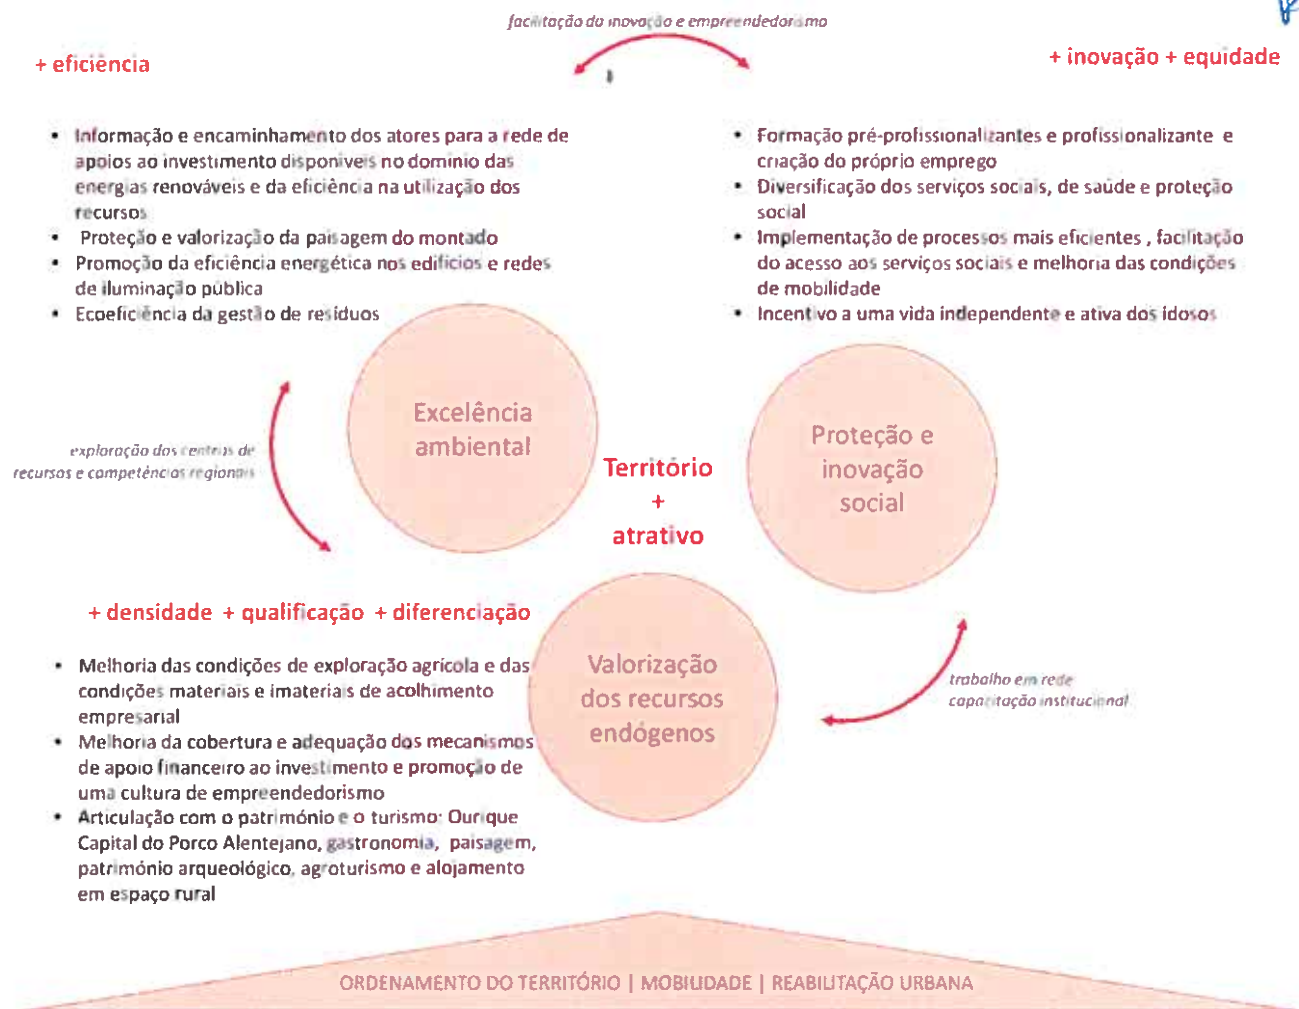 facilitação da inovação e empreendedorismo
+ eficiência
+ inovação + equidade
• Informação e encaminhamento dos atores para a rede de
apoios ao investimento disponíveis no domínio das
energias renováveis e da eficiência na utilização dos
recursos
• Proteção e valorização da paisagem do montado
• Promoção da eficiência energética nos edifícios e redes
de iluminação pública
• Ecoeficiência da gestão de resíduos
• Formação pré-profissionalizantes e profissionalizante e
criação do próprio emprego
• Diversificação dos serviços sociais, de saúde e proteção
social
• Implementação de processos mais eficientes , facilitação
do acesso aos serviços sociais e melhoria das condições
de mobilidade
• Incentivo a uma vida independente e ativa dos idosos
Excelência
ambiental
Proteção e
inovação
social
exploração dos centros de
recursos e competências regionais
Território
+
atrativo
+ densidade + qualificação + diferenciação
• Melhoria das condições de exploração agrícola e das
condições materiais e imateriais de acolhimento
empresarial
• Melhoria da cobertura e adequação dos mecanismos
de apoio financeiro ao investimento e promoção de
uma cultura de empreendedorismo
• Articulação com o património e o turismo: Ourique
Capital do Porco Alentejano, gastronomia, paisagem,
património arqueológico, agroturismo e alojamento
em espaço rural
Valorização
dos recursos
endógenos
trabalho em rede
capacitação institucional
ORDENAMENTO DO TERRITÓRIO | MOBILIDADE | REABILITAÇÃO URBANA